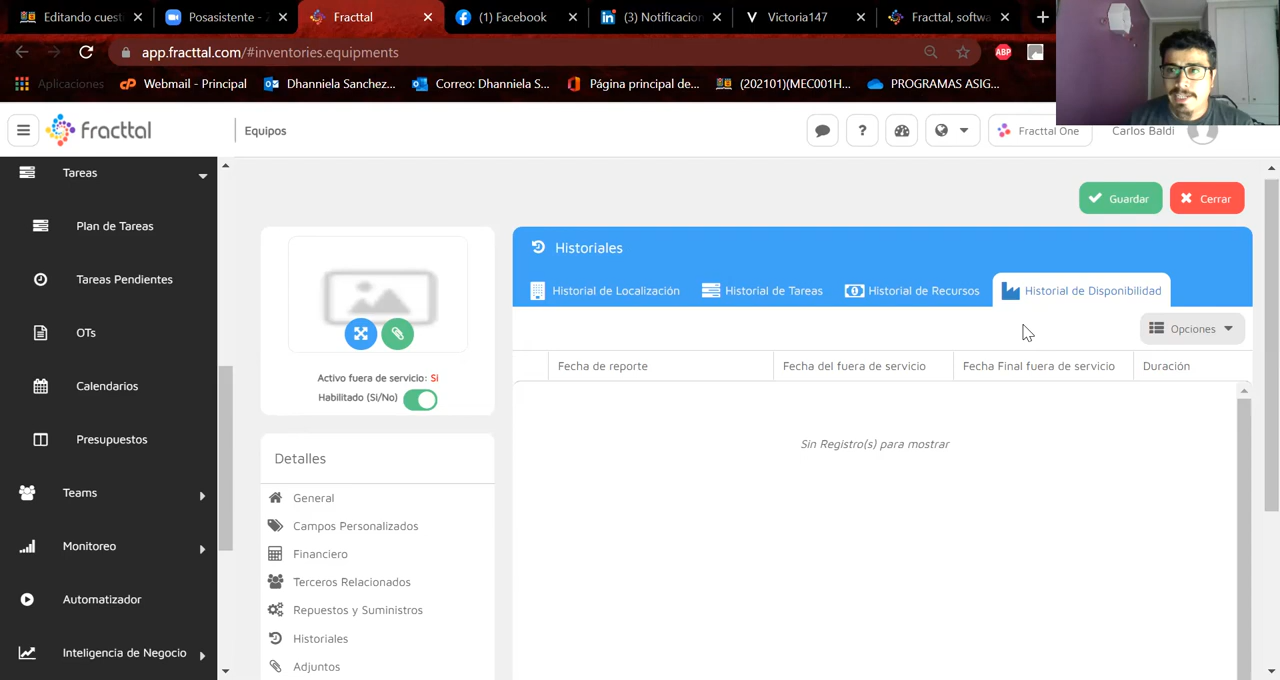 Editando cuest
Posasistente - Z
Fracttal
(1) Facebook
(3) Notificacion
Victoria147
Fracttal, softwa
app.fracttal.com/#inventories.equipments
ABP
Aplicaciones
Webmail - Principal
Dhanniela Sanchez...
Correo: Dhanniela S...
Página principal de...
(202101)(MEC001H...
PROGRAMAS ASIG...
fracttal
Equipos
Fracttal One
Carlos Baldi
Tareas
Plan de Tareas
Tareas Pendientes
OTs
Calendarios
Presupuestos
Teams
Monitoreo
Automatizador
Inteligencia de Negocio
Activo fuera de servicio: Si
Habilitado (Si/No)
Detalles
General
Campos Personalizados
Financiero
Terceros Relacionados
Repuestos y Suministros
Historiales
Adjuntos
Guardar
Cerrar
Historiales
Historial de Localización
Historial de Tareas
Historial de Recursos
Historial de Disponibilidad
Opciones
Fecha de reporte
Fecha del fuera de servicio
Fecha Final fuera de servicio
Duración
Sin Registro(s) para mostrar